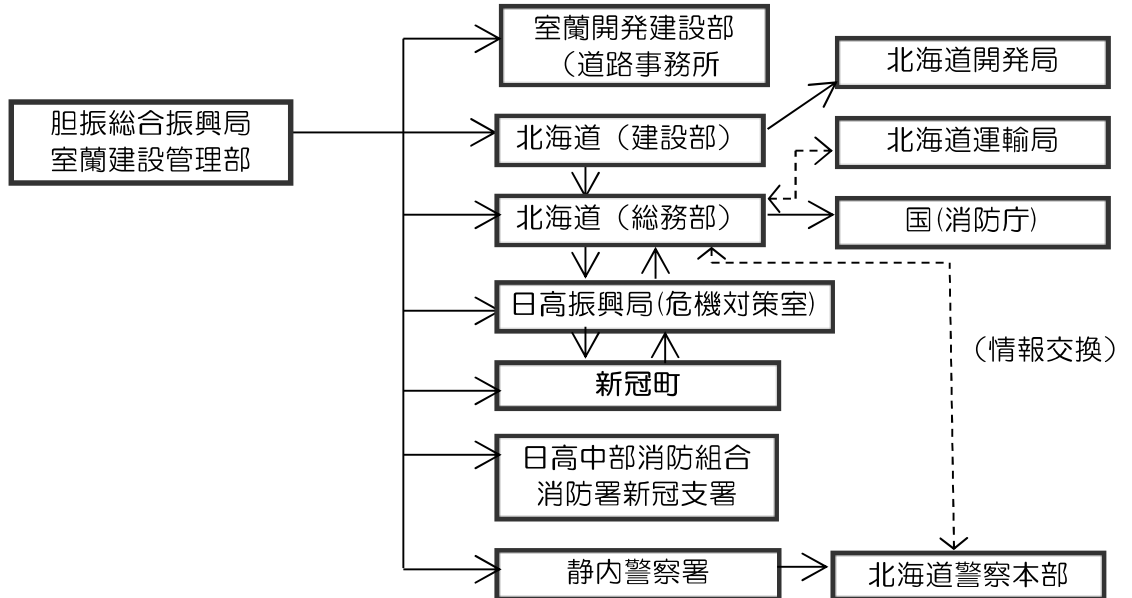 室蘭開発建設部
（道路事務所
北海道開発局
胆振総合振興局
室蘭建設管理部
北海道（建設部）
北海道運輸局
北海道（総務部）
国(消防庁)
日高振興局(危機対策室)
（情報交換）
新冠町
日高中部消防組合
消防署新冠支署
静内警察署
北海道警察本部